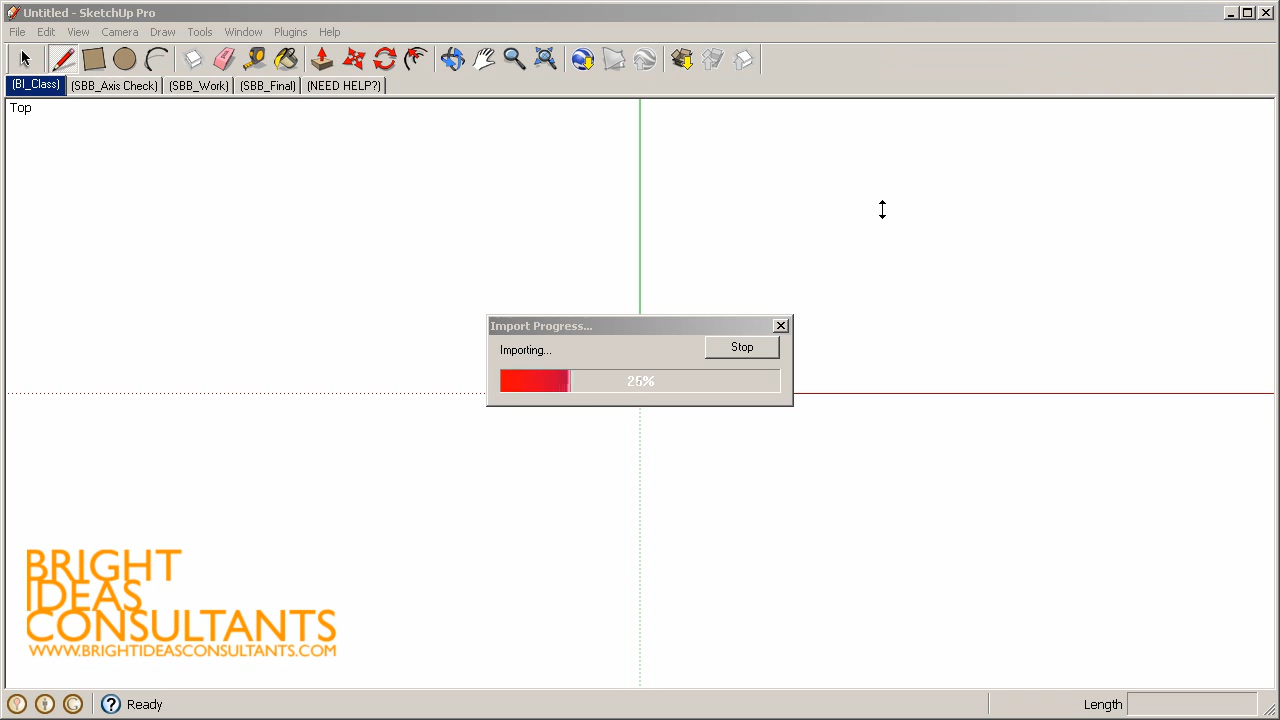 Untitled - SketchUp Pro
File Edit View Camera Draw Tools Window Plugins Help
(BI_Class) (SBB_Axis Check) (SBB_Work) (SBB_Final) (NEED HELP?)
Top
Import Progress...
Importing...
Stop
25%
BRIGHT
IDEAS
CONSULTANTS
WWW.BRIGHTIDEASCONSULTANTS.COM
? Ready
Length